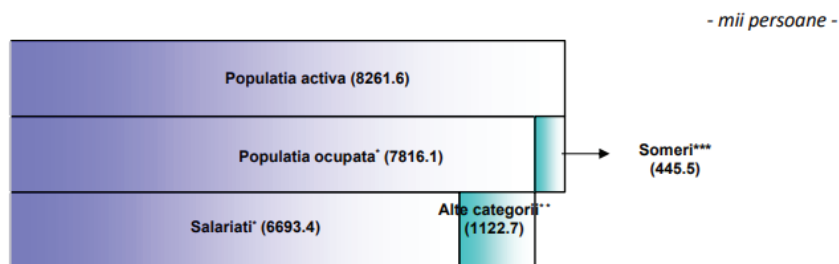 - mii persoane -
Populatia activa (8261.6)
Populatia ocupata* (7816.1)
Someri***
(445.5)
Salariati* (6693.4)
Alte categorii**
(1122.7)